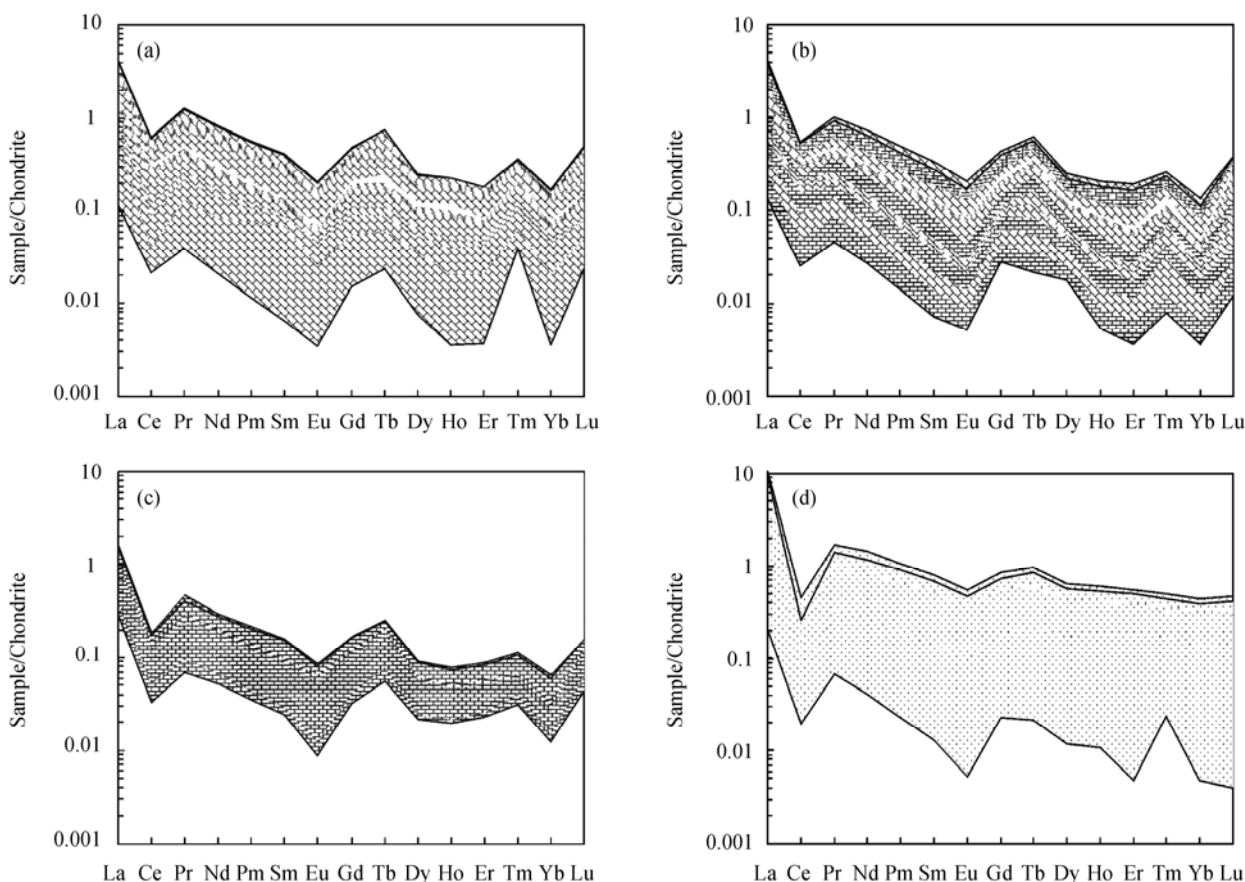 10
(a)
1
0.1
0.01
0.001
Sample/Chondrite
La Ce Pr Nd Pm Sm Eu Gd Tb Dy Ho Er Tm Yb Lu
10
(b)
1
0.1
0.01
0.001
Sample/Chondrite
La Ce Pr Nd Pm Sm Eu Gd Tb Dy Ho Er Tm Yb Lu
10
(c)
1
0.1
0.01
0.001
Sample/Chondrite
La Ce Pr Nd Pm Sm Eu Gd Tb Dy Ho Er Tm Yb Lu
10
(d)
1
0.1
0.01
0.001
Sample/Chondrite
La Ce Pr Nd Pm Sm Eu Gd Tb Dy Ho Er Tm Yb Lu